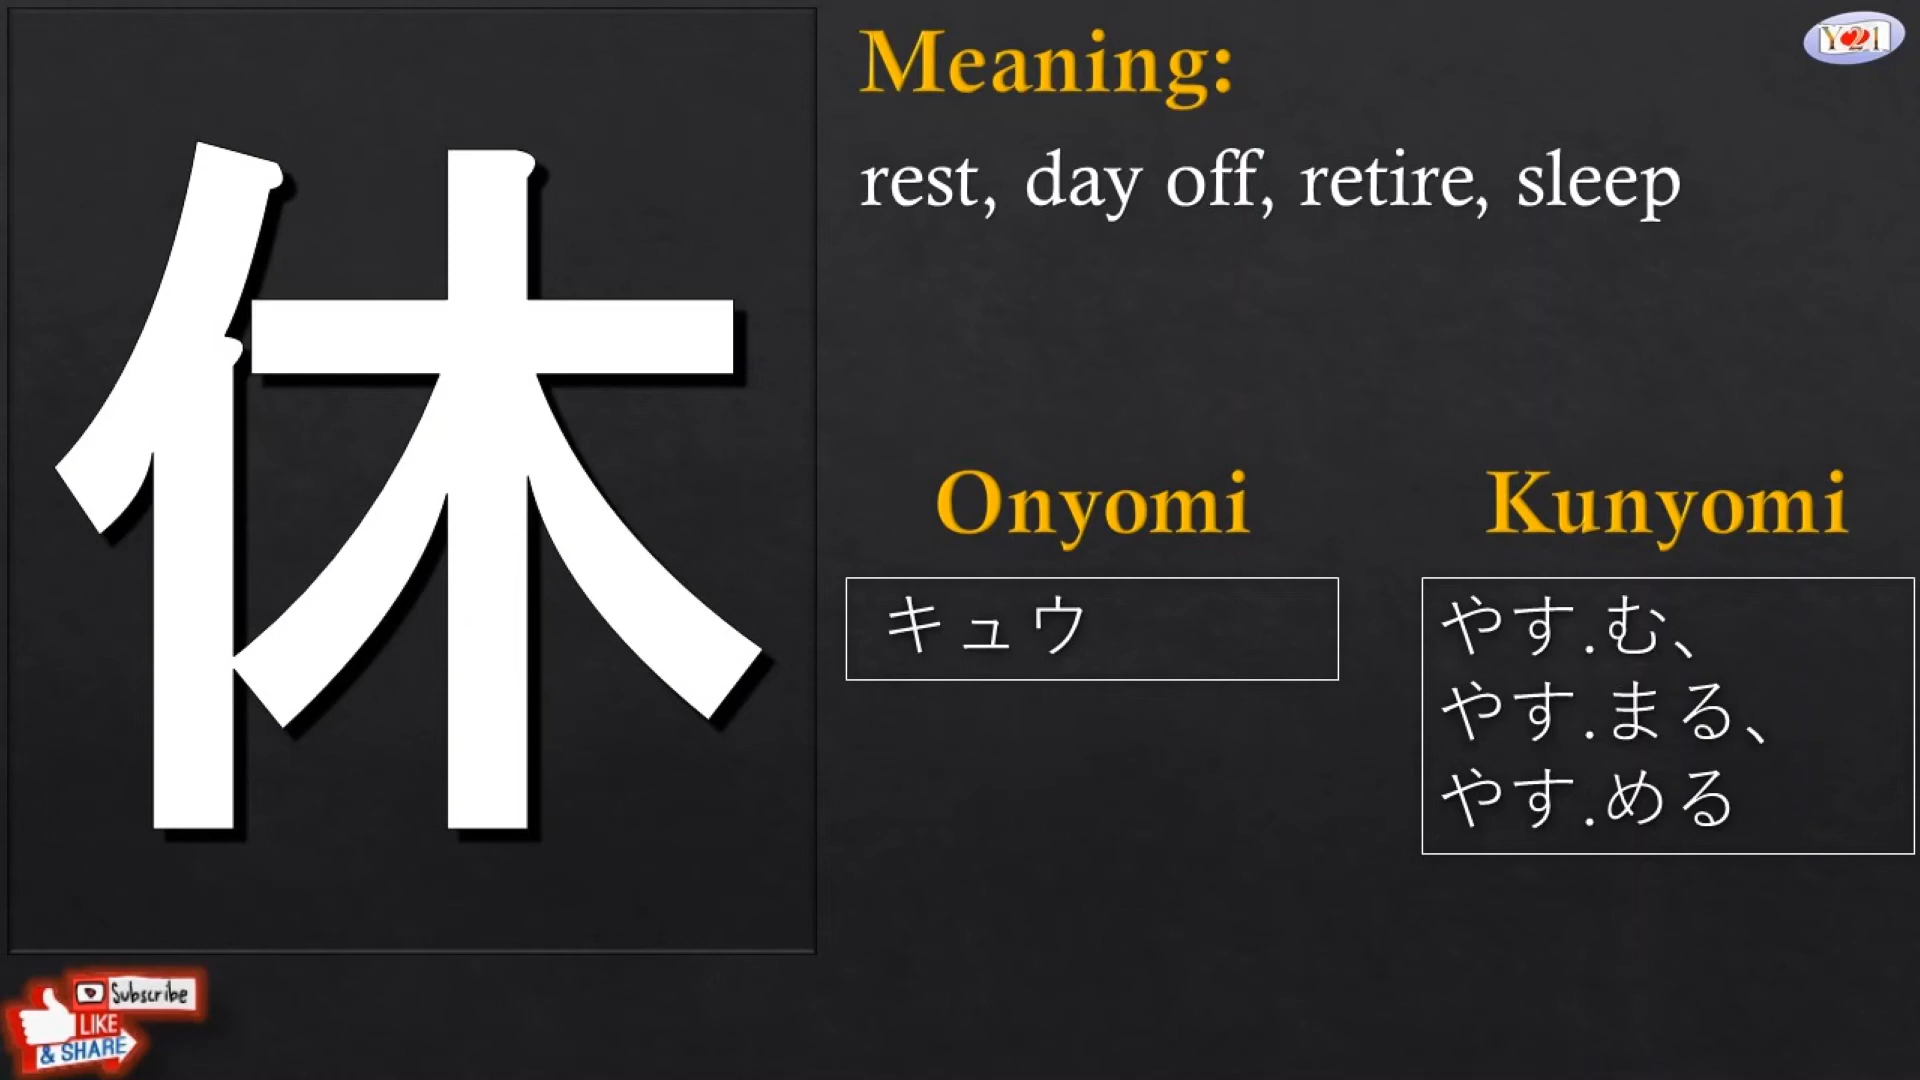 休
Meaning:
rest, day off, retire, sleep
Onyomi
キュウ
Kunyomi
やす.む、
やす.まる、
やす.める
Y21
Subscribe
LIKE
& SHARE